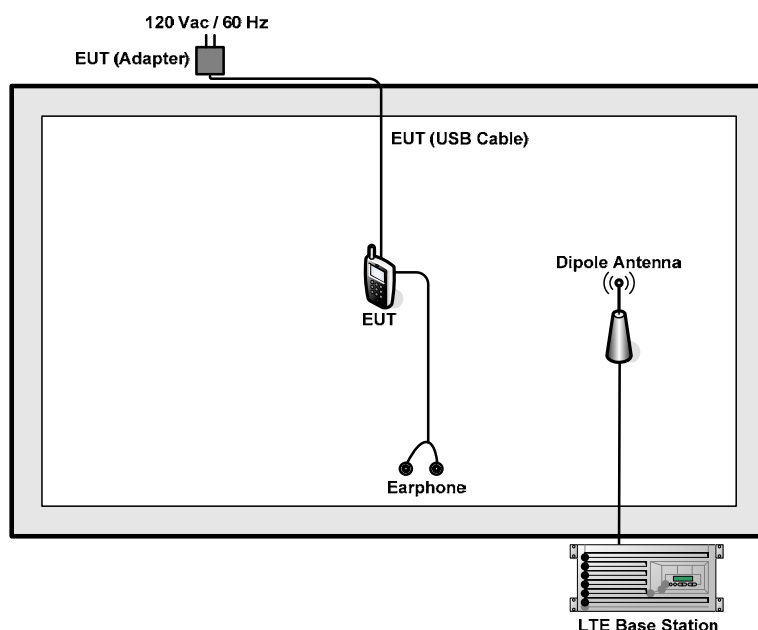 120 Vac / 60 Hz
EUT (Adapter)
EUT (USB Cable)
Dipole Antenna
EUT
Earphone
LTE Base Station